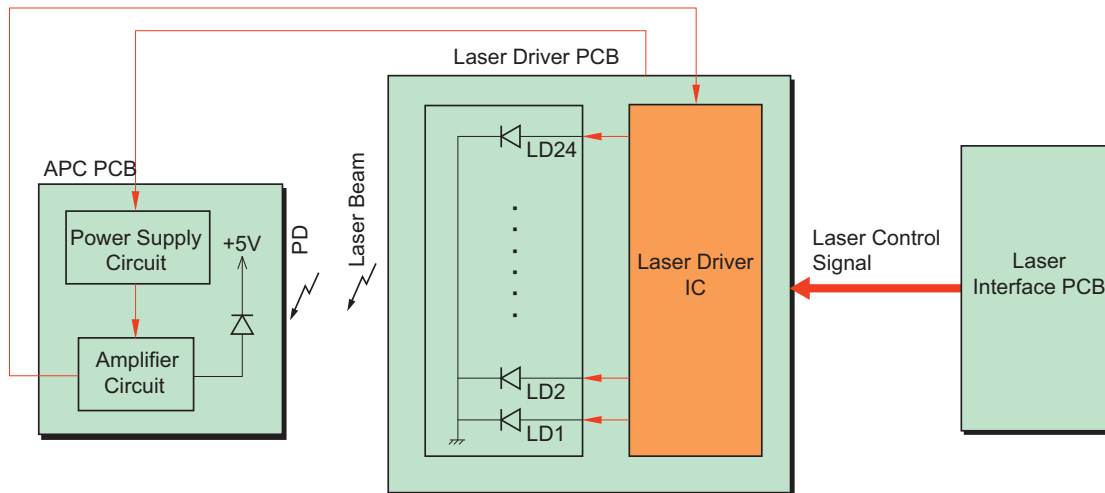 Laser Driver PCB
APC PCB
Power Supply
Circuit
+5V
Amplifier
Circuit
PD
Laser Beam
LD24
LD2
LD1
Laser Driver
IC
Laser Control
Signal
Laser
Interface PCB